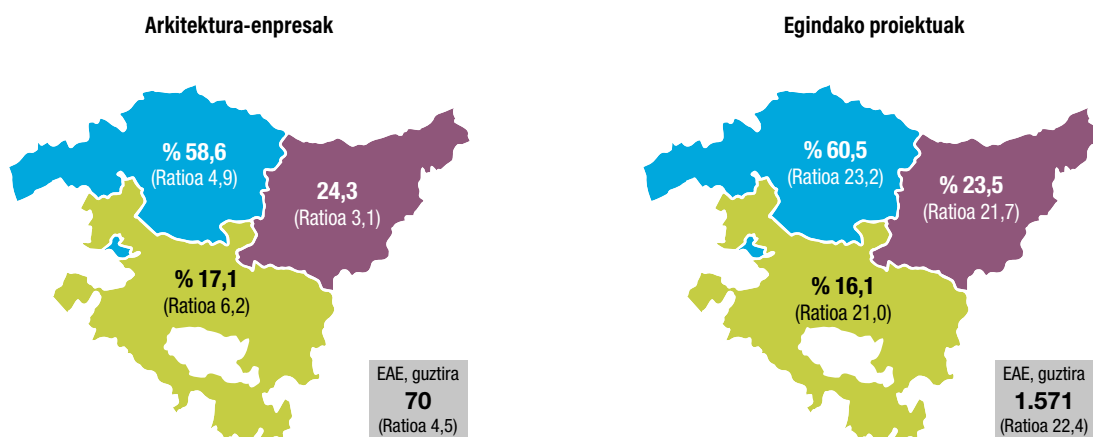 Arkitektura-enpresak
% 58,6
(Ratioa 4,9)
24,3
(Ratioa 3,1)
% 17,1
(Ratioa 6,2)
EAE, guztira
70
(Ratioa 4,5)
Egindako proiektuak
% 60,5
(Ratioa 23,2)
% 23,5
(Ratioa 21,7)
% 16,1
(Ratioa 21,0)
EAE, guztira
1.571
(Ratioa 22,4)